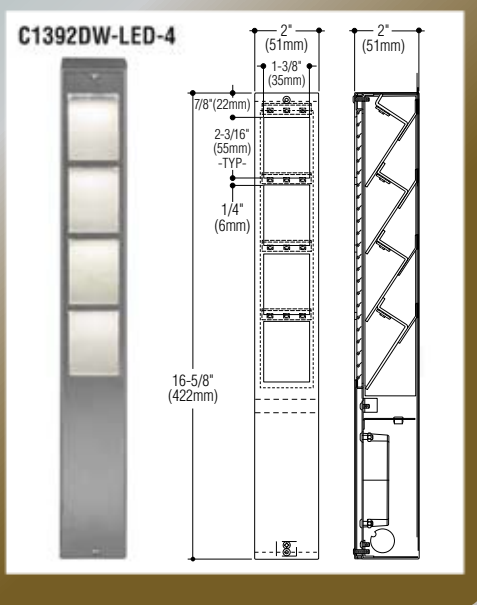 C1392DW-LED-4
2"
(51mm)
1-3/8"
(35mm)
7/8"(22mm)
2-3/16"
(55mm)
-TYP-
1/4"
(6mm)
16-5/8"
(422mm)
2"
(51mm)